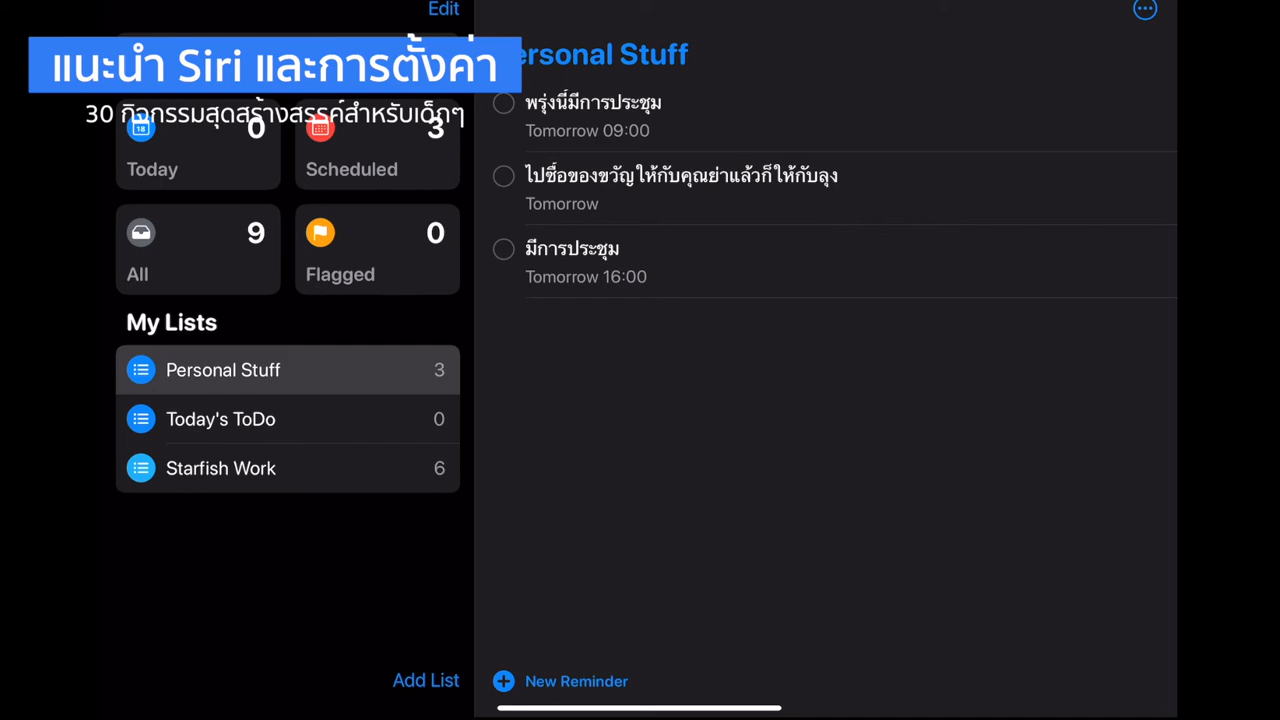 Edit
แนะนำ Siri และการตั้งค่า
30 กิจกรรมสุดสร้างสรรค์สำหรับเด็กๆ
18
0
Today
3
Scheduled
9
All
0
Flagged
My Lists
Personal Stuff 3
Today's ToDo 0
Starfish Work 6
Add List
ersonal Stuff
พรุ่งนี้มีการประชุม
Tomorrow 09:00
ไปซื้อของขวัญให้กับคุณย่าแล้วก็ให้กับลุง
Tomorrow
มีการประชุม
Tomorrow 16:00
New Reminder